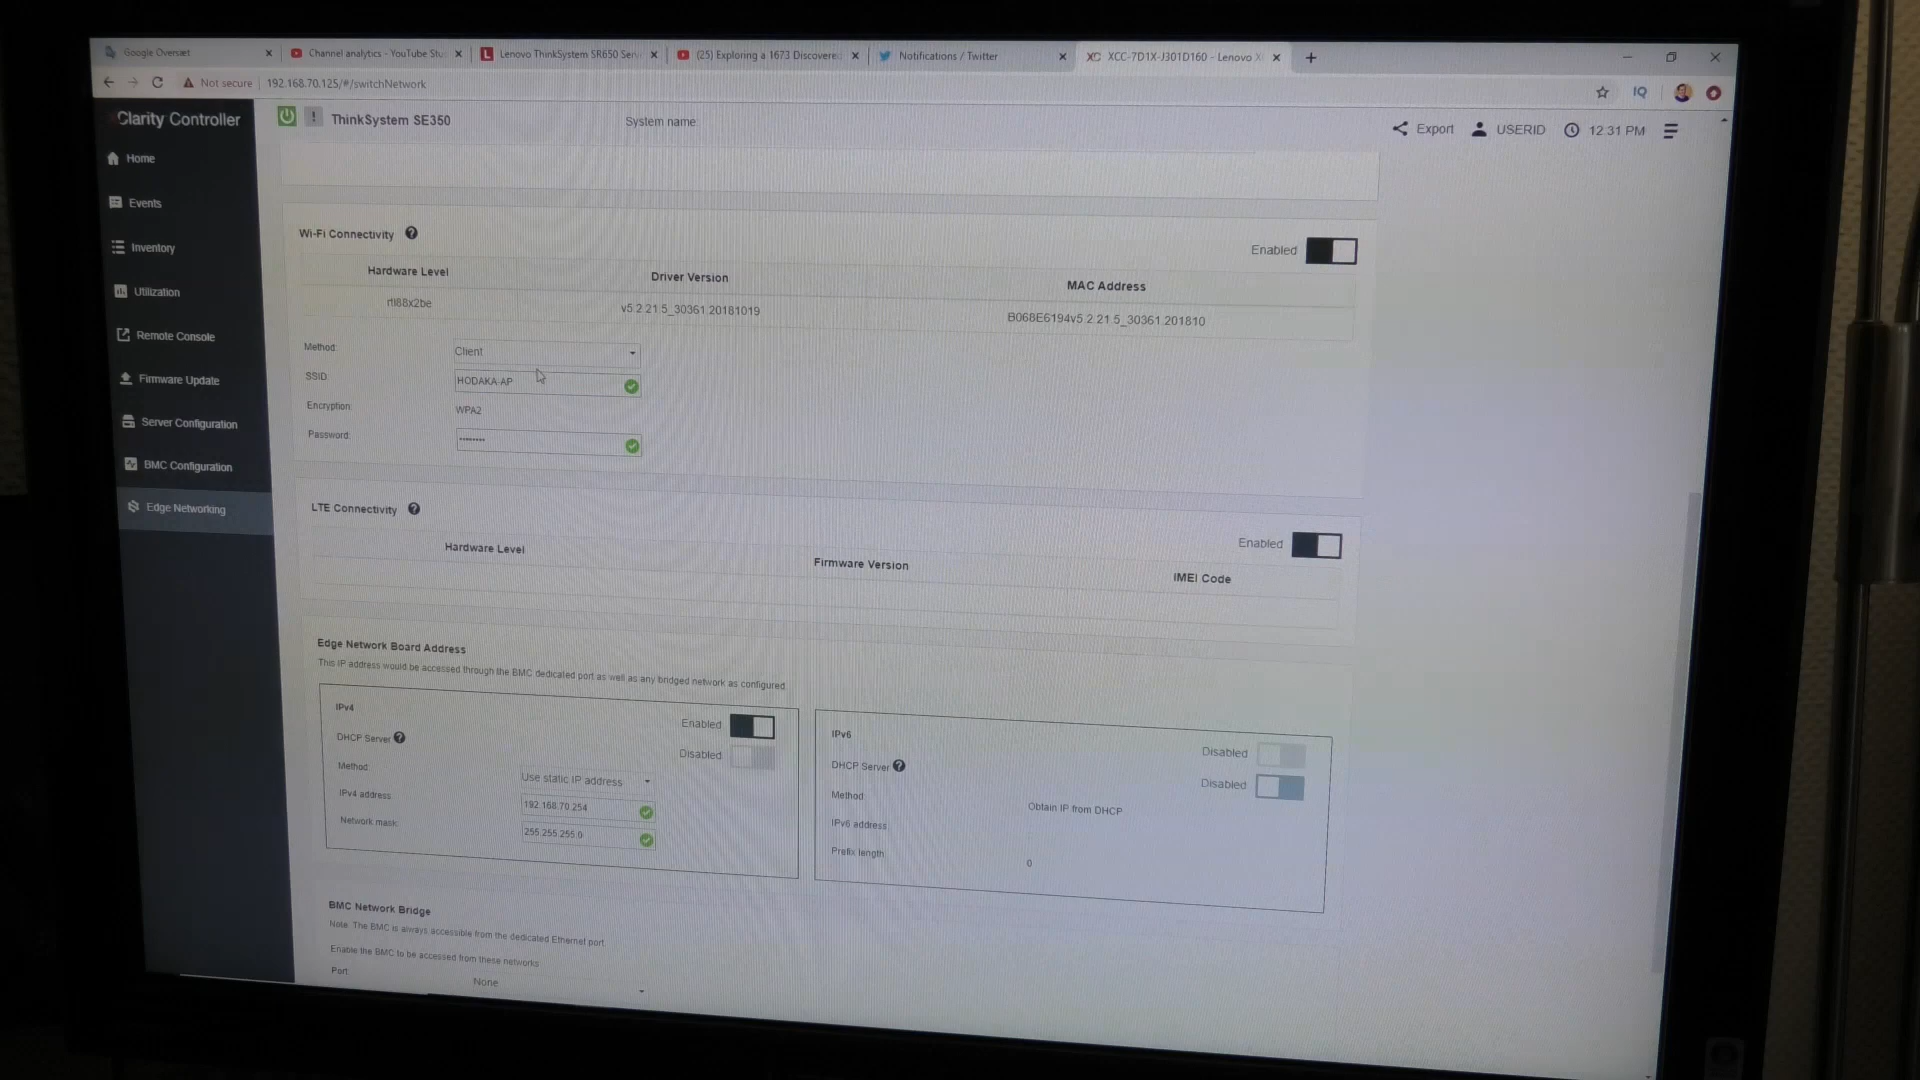 Google Oversæt
Channel analytics - YouTube Stu
Lenovo ThinkSystem SR650 Serv
(25) Exploring a 1673 Discovere
Notifications / Twitter
XCC-7D1X-J301D160 - Lenovo X
Not secure
192.168.70.125/#/switchNetwork
IQ
Clarity Controller
ThinkSystem SE350
System name:
Export
USERID
12:31 PM
Home
Events
Inventory
Utilization
Remote Console
Firmware Update
Server Configuration
BMC Configuration
Edge Networking
Wi-Fi Connectivity
Enabled
Hardware Level
Driver Version
MAC Address
rtl88x2be
v5.2.21.5_30361.20181019
B068E6194v5.2.21.5_30361.201810
Method:
Client
SSID:
HODAKA-AP
Encryption:
WPA2
Password:
········
LTE Connectivity
Enabled
Hardware Level
Firmware Version
IMEI Code
Edge Network Board Address
This IP address would be accessed through the BMC dedicated port as well as any bridged network as configured.
IPv4
Enabled
DHCP Server
Disabled
Method:
Use static IP address
IPv4 address:
192.168.70.254
Network mask:
255.255.255.0
IPv6
Disabled
DHCP Server
Disabled
Method:
Obtain IP from DHCP
IPv6 address:
Prefix length:
0
BMC Network Bridge
Note: The BMC is always accessible from the dedicated Ethernet port.
Enable the BMC to be accessed from these networks:
Port:
None